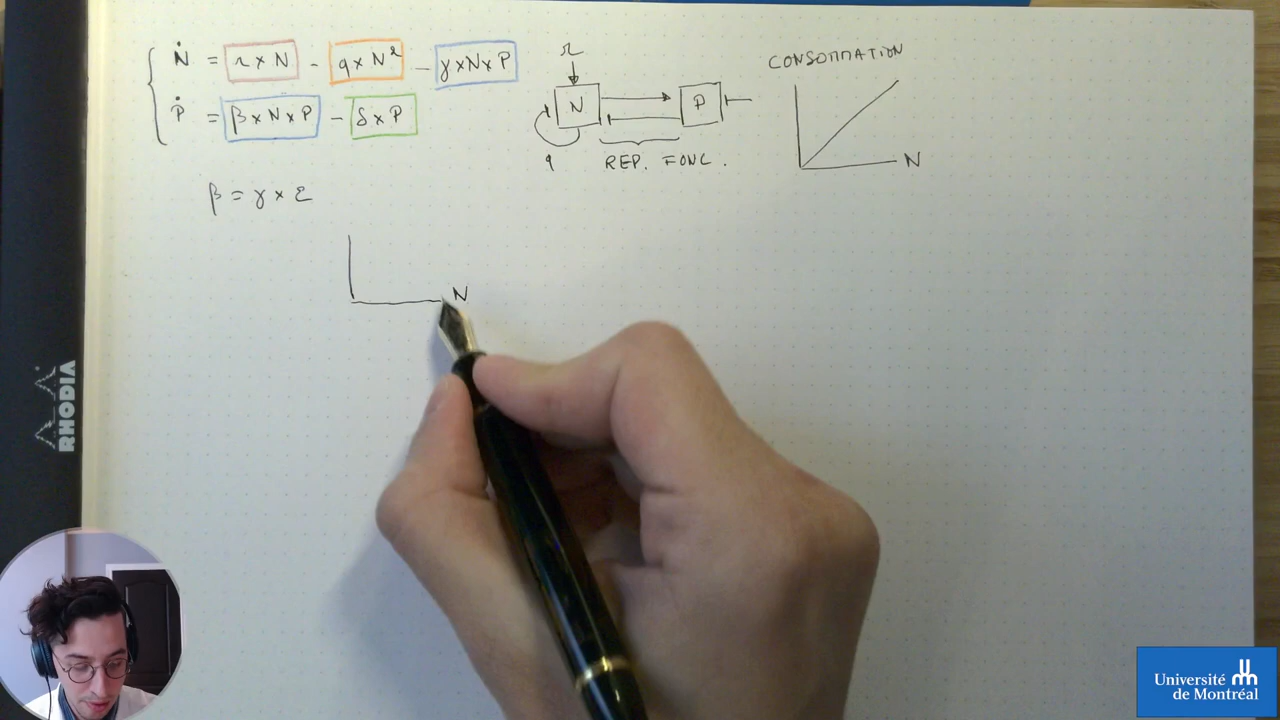 Ṅ = r × N - q × N² - γ × N × P
Ṗ = β × N × P - δ × P
β = γ × ε
r
N
P
q
REP. FONC.
CONSOMMATION
N
N
RHODIA
Université
de Montréal